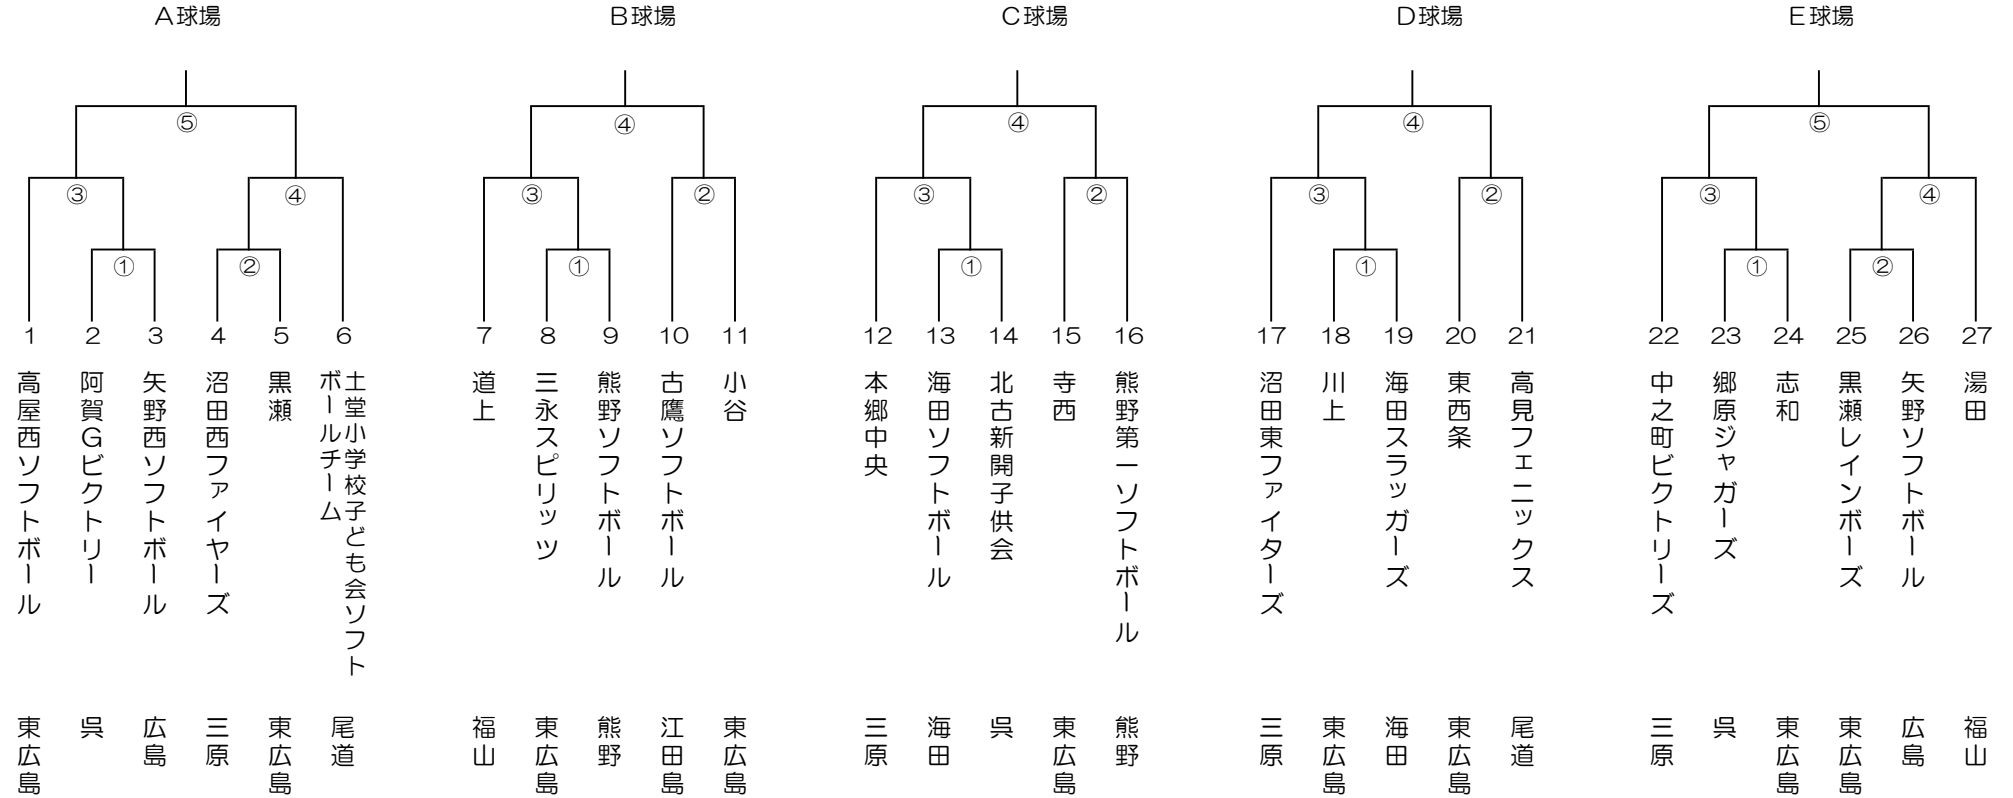 A球場
B球場
C球場
D球場
E球場
⑤
④
④
④
⑤
③
④
③
②
③
②
③
②
③
④
①
②
①
①
①
①
②
1
2
3
4
5
6
7
8
9
10
11
12
13
14
15
16
17
18
19
20
21
22
23
24
25
26
27
高屋西ソフトボール
阿賀Gビクトリー
矢野西ソフトボール
沼田西ファイヤーズ
黒瀬
土堂小学校子ども会ソフト
ボールチーム
道上
三永スピリッツ
熊野ソフトボール
古鷹ソフトボール
小谷
本郷中央
海田ソフトボール
北古新開子供会
寺西
熊野第一ソフトボール
沼田東ファイターズ
川上
海田スラッガーズ
東西条
高見フェニックス
中之町ビクトリーズ
郷原ジャガーズ
志和
黒瀬レインボーズ
矢野ソフトボール
湯田
東広島
呉
広島
三原
東広島
尾道
福山
東広島
熊野
江田島
東広島
三原
海田
呉
東広島
熊野
三原
東広島
海田
東広島
尾道
三原
呉
東広島
東広島
広島
福山